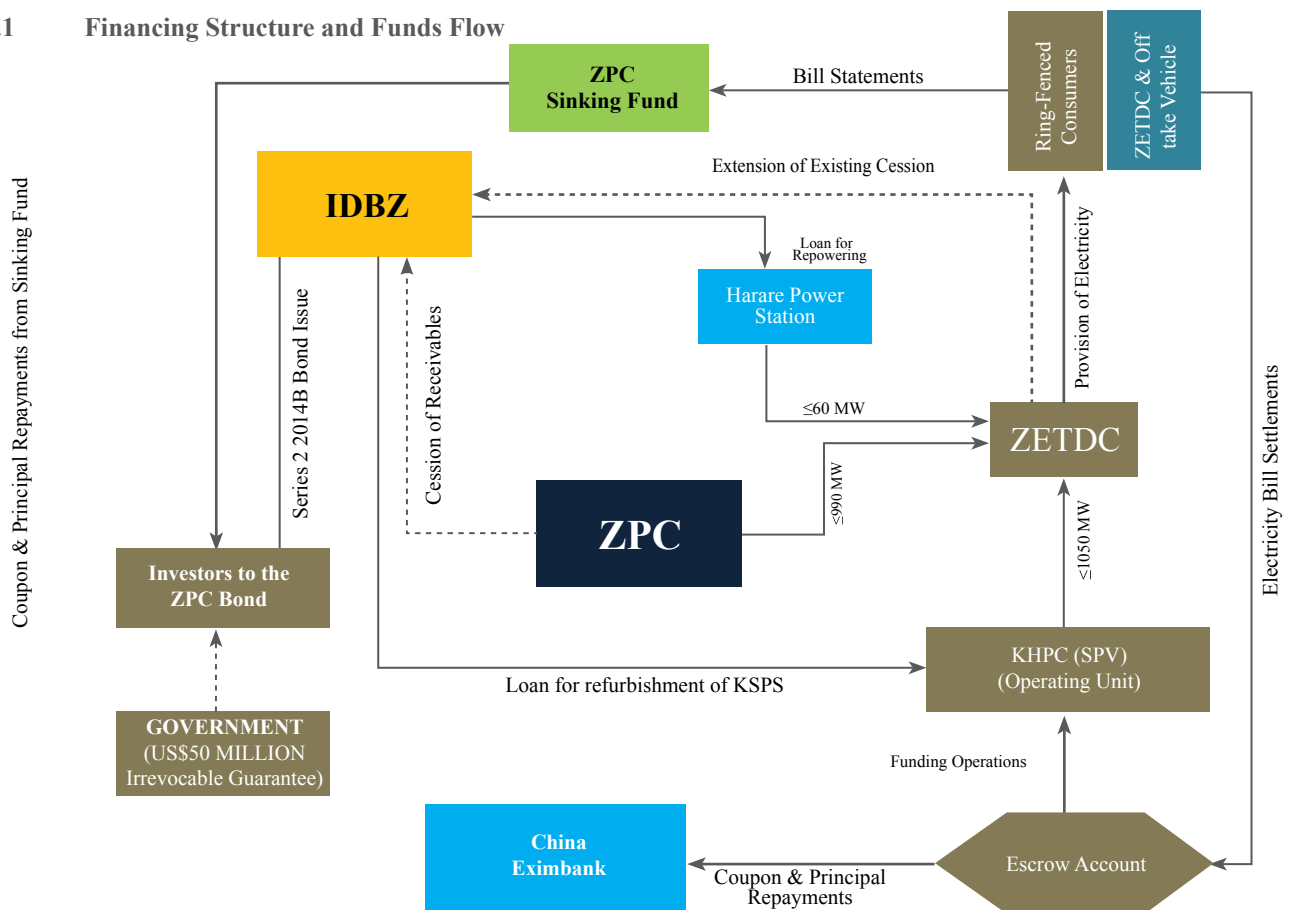 .1 Financing Structure and Funds Flow
ZPC
Sinking Fund
Bill Statements
Ring-Fenced
Consumers
ZETDC & Off
take Vehicle
Extension of Existing Cession
IDBZ
Loan for
Repowering
Harare Power
Station
Coupon & Principal Repayments from Sinking Fund
Series 2 2014B Bond Issue
Cession of Receivables
Provision of Electricity
≤60 MW
ZETDC
≤990 MW
ZPC
≤1050 MW
Electricity Bill Settlements
Investors to the
ZPC Bond
KHPC (SPV)
(Operating Unit)
Loan for refurbishment of KSPS
GOVERNMENT
(US$50 MILLION
Irrevocable Guarantee)
Funding Operations
China
Eximbank
Coupon & Principal
Repayments
Escrow Account